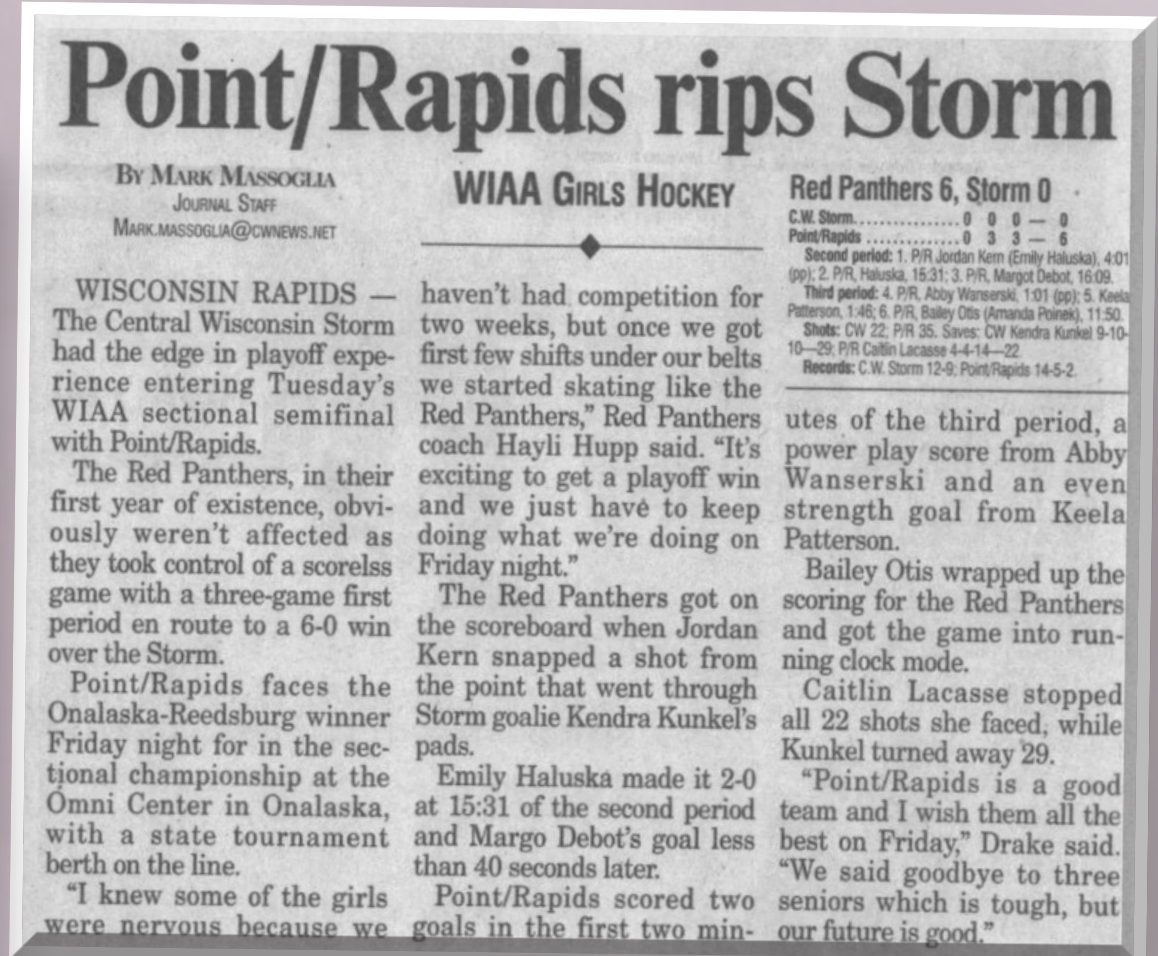 Point/Rapids rips Storm
BY MARK MASSOGLIA
JOURNAL STAFF
MARK.MASSOGLIA@CWNEWS.NET
WISCONSIN RAPIDS —
The Central Wisconsin Storm
had the edge in playoff expe-
rience entering Tuesday's
WIAA sectional semifinal
with Point/Rapids.
The Red Panthers, in their
first year of existence, obvi-
ously weren't affected as
they took control of a scorelss
game with a three-game first
period en route to a 6-0 win
over the Storm.
Point/Rapids faces the
Onalaska-Reedsburg winner
Friday night for in the sec-
tional championship at the
Omni Center in Onalaska,
with a state tournament
berth on the line.
"I knew some of the girls
were nervous because we
WIAA GIRLS HOCKEY
haven't had competition for
two weeks, but once we got
first few shifts under our belts
we started skating like the
Red Panthers," Red Panthers
coach Hayli Hupp said. "It's
exciting to get a playoff win
and we just have to keep
doing what we're doing on
Friday night."
The Red Panthers got on
the scoreboard when Jordan
Kern snapped a shot from
the point that went through
Storm goalie Kendra Kunkel's
pads.
Emily Haluska made it 2-0
at 15:31 of the second period
and Margo Debot's goal less
than 40 seconds later.
Point/Rapids scored two
goals in the first two min-
Red Panthers 6, Storm 0
C.W. Storm................0 0 0 — 0
Point/Rapids ..............0 3 3 — 6
Second period: 1. P/R Jordan Kern (Emily Haluska), 4:01
(pp); 2. P/R, Haluska, 15:31; 3. P/R, Margot Debot, 16:09.
Third period: 4. P/R, Abby Wanserski, 1:01 (pp); 5. Keela
Patterson, 1:46; 6. P/R, Bailey Otis (Amanda Poinek), 11:50.
Shots: CW 22; P/R 35. Saves: CW Kendra Kunkel 9-10-
10—29; P/R Caitlin Lacasse 4-4-14—22.
Records: C.W. Storm 12-9; Point/Rapids 14-5-2.
utes of the third period, a
power play score from Abby
Wanserski and an even
strength goal from Keela
Patterson.
Bailey Otis wrapped up the
scoring for the Red Panthers
and got the game into run-
ning clock mode.
Caitlin Lacasse stopped
all 22 shots she faced, while
Kunkel turned away 29.
"Point/Rapids is a good
team and I wish them all the
best on Friday," Drake said.
"We said goodbye to three
seniors which is tough, but
our future is good."